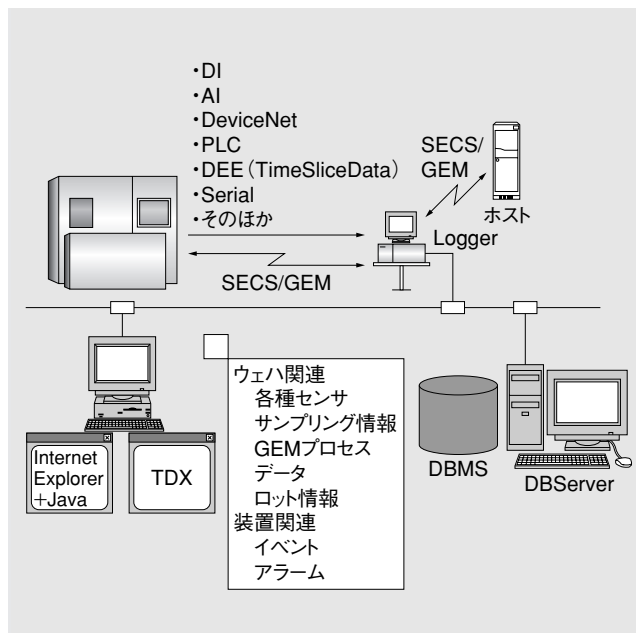 ・DI
・AI
・DeviceNet
・PLC
・DEE(TimeSliceData)
・Serial
・そのほか
SECS/GEM
SECS/
GEM
ホスト
Logger
Internet
Explorer
+Java
TDX
ウェハ関連
各種センサ
サンプリング情報
GEMプロセス
データ
ロット情報
装置関連
イベント
アラーム
DBMS
DBServer